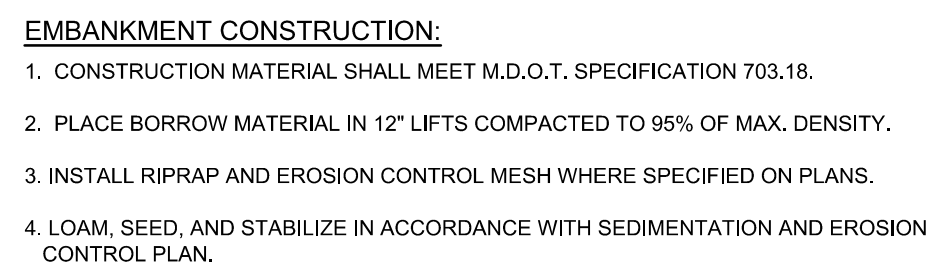 EMBANKMENT CONSTRUCTION:
1. CONSTRUCTION MATERIAL SHALL MEET M.D.O.T. SPECIFICATION 703.18.
2. PLACE BORROW MATERIAL IN 12" LIFTS COMPACTED TO 95% OF MAX. DENSITY.
3. INSTALL RIPRAP AND EROSION CONTROL MESH WHERE SPECIFIED ON PLANS.
4. LOAM, SEED, AND STABILIZE IN ACCORDANCE WITH SEDIMENTATION AND EROSION
CONTROL PLAN.